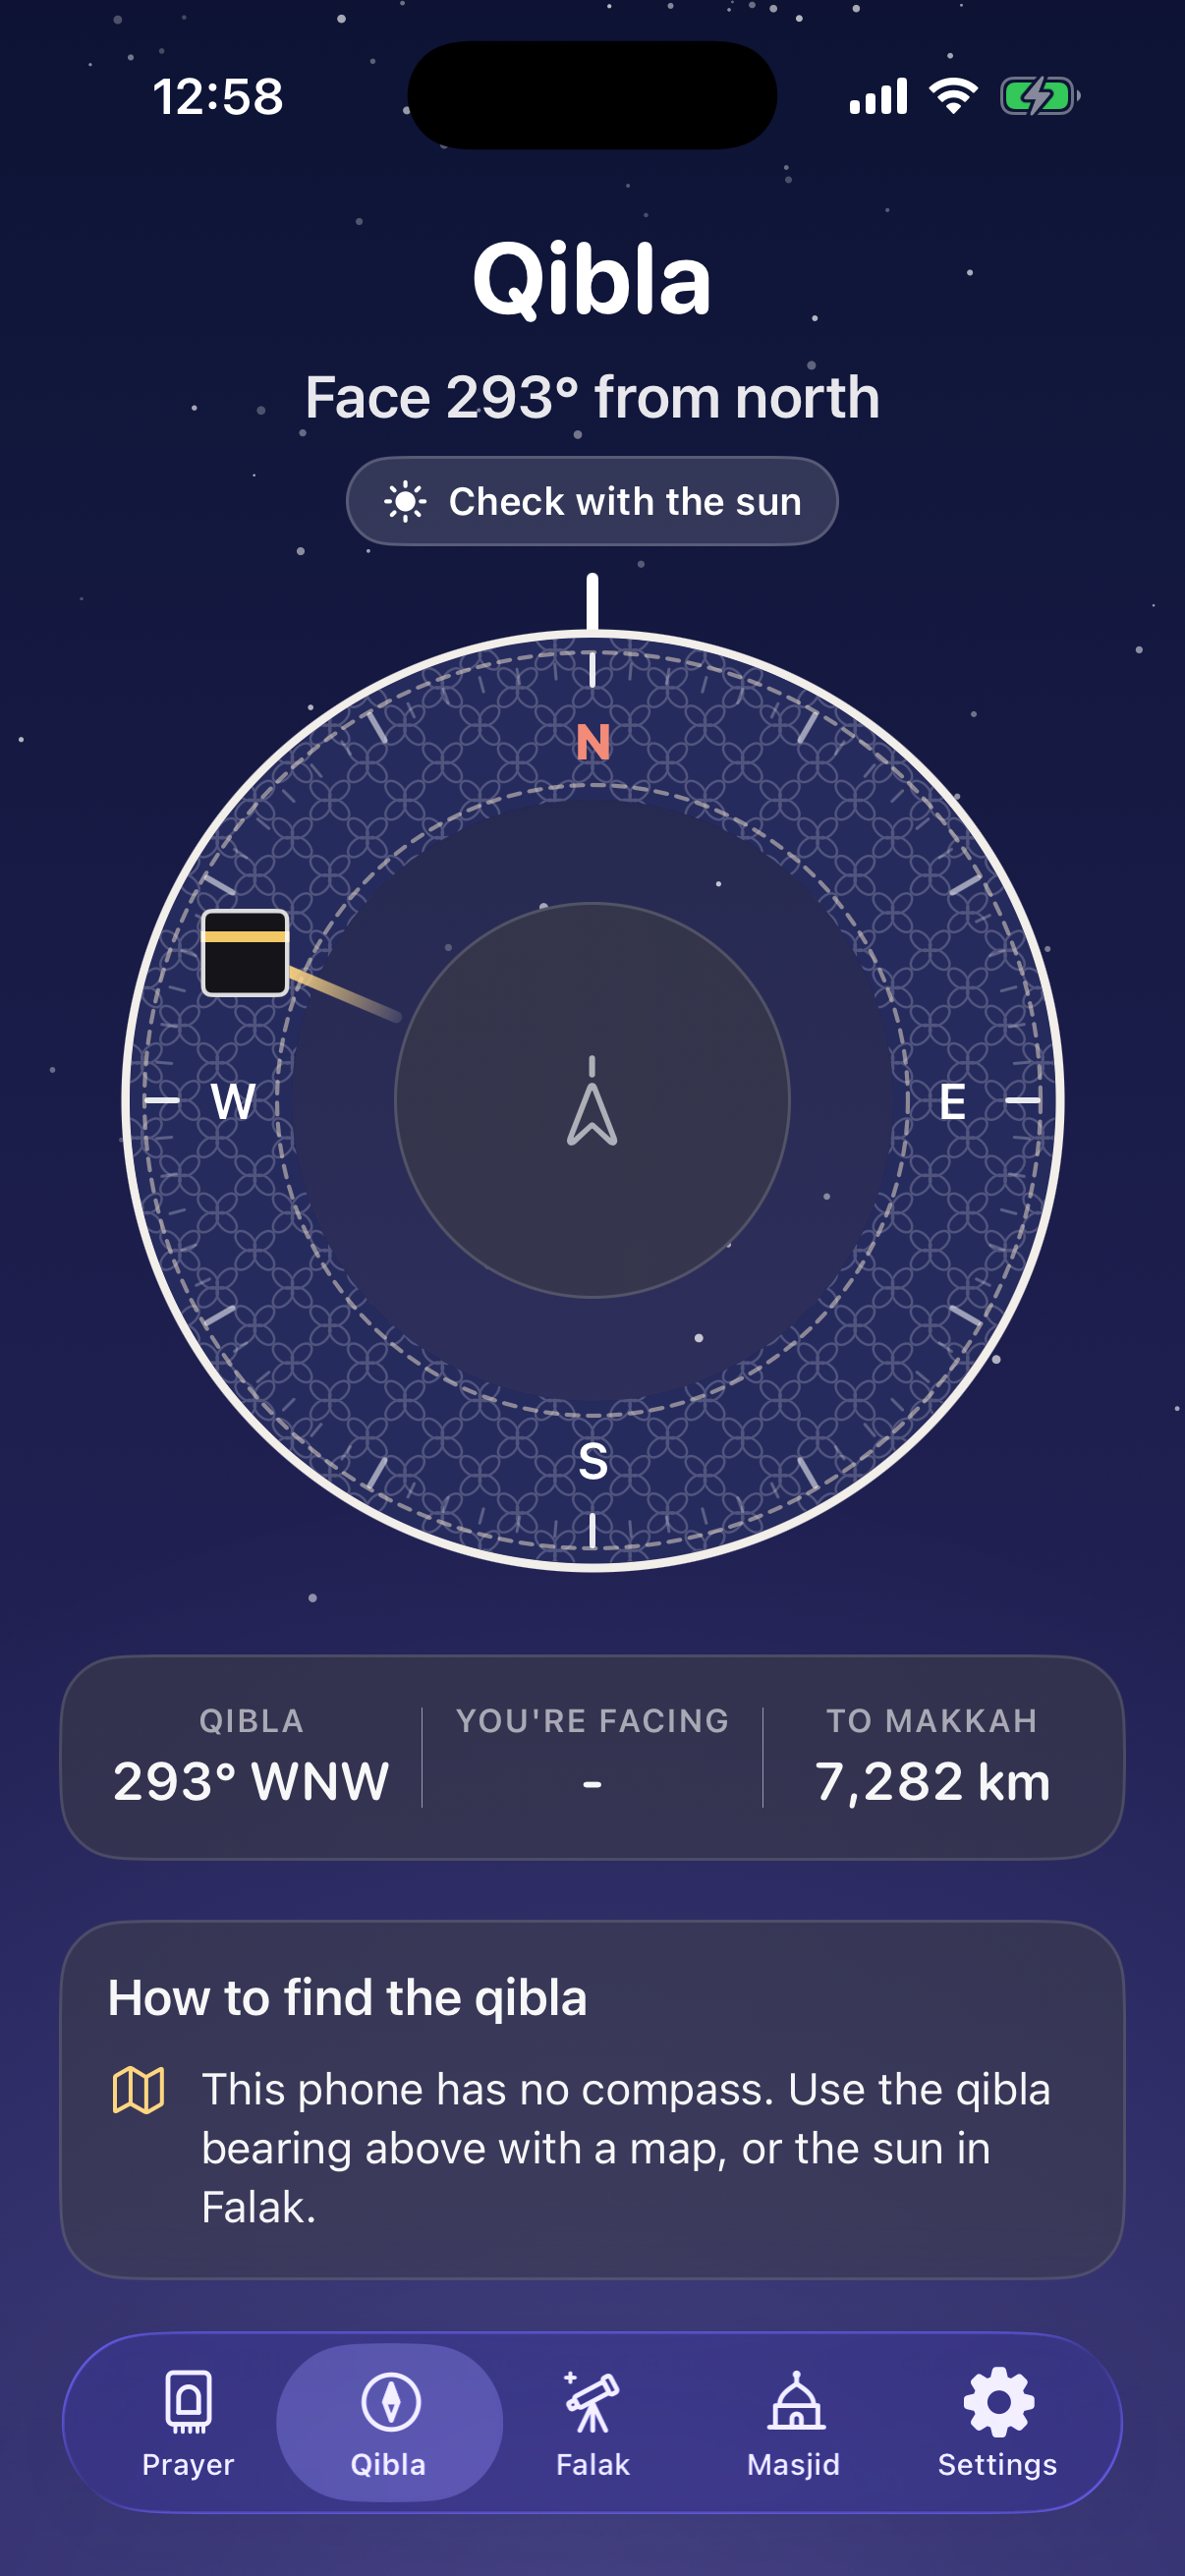 12:58
Qibla
Face 293° from north
Check with the sun
N
W
E
S
QIBLA
293° WNW
YOU'RE FACING
-
TO MAKKAH
7,282 km
How to find the qibla
This phone has no compass. Use the qibla
bearing above with a map, or the sun in
Falak.
Prayer
Qibla
Falak
Masjid
Settings